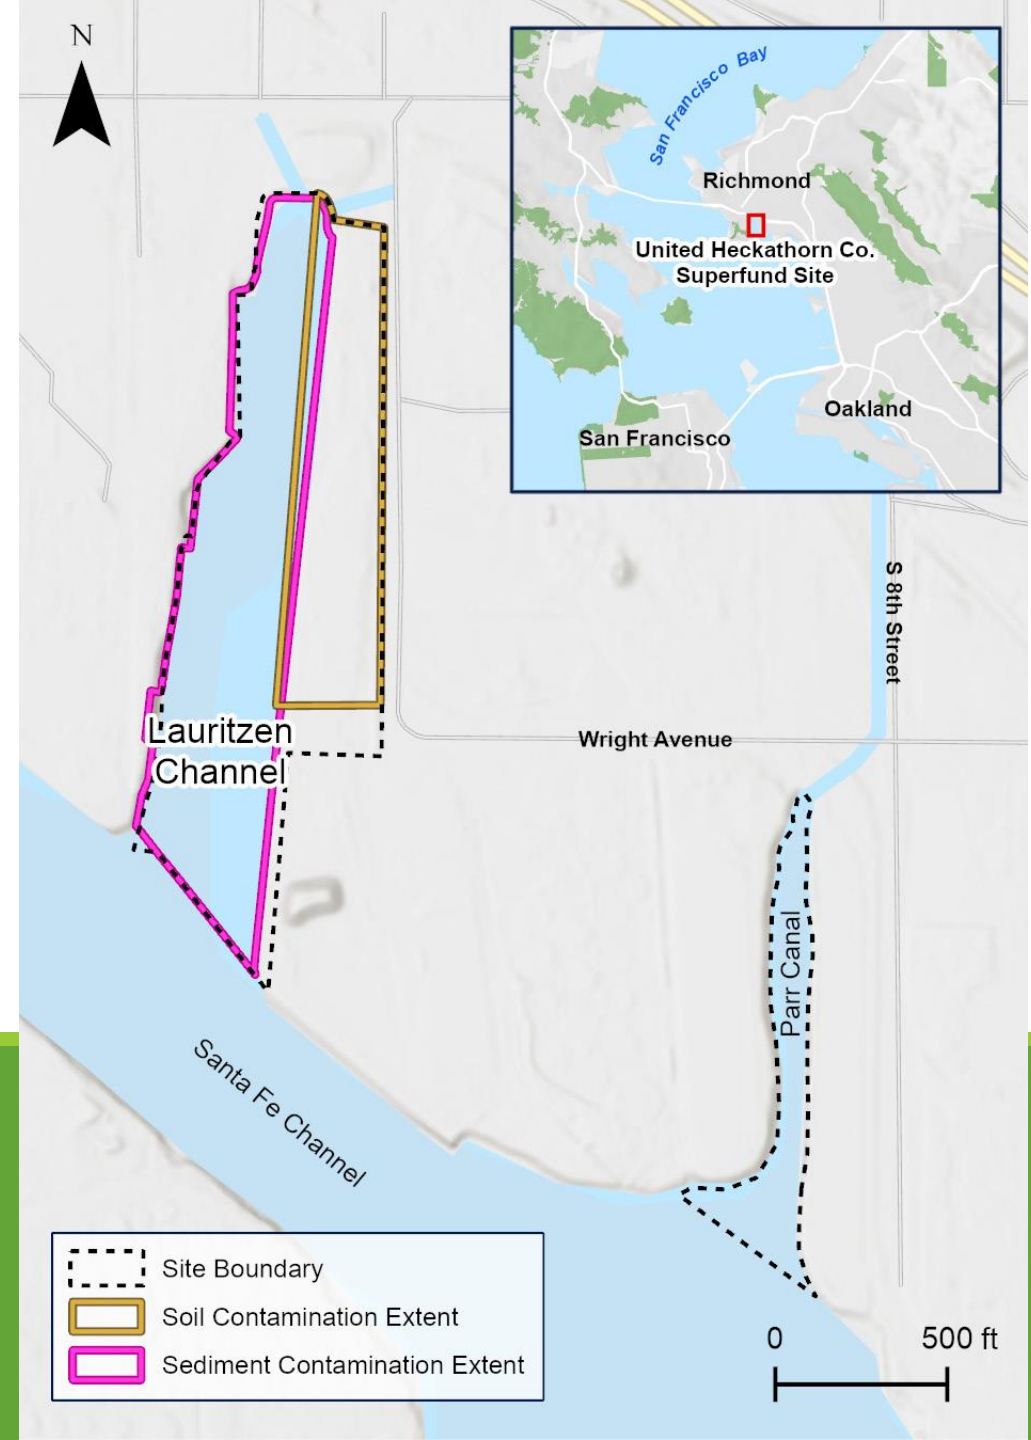 N
San Francisco Bay
Richmond
United Heckathorn Co.
Superfund Site
Oakland
San Francisco
S 8th Street
Lauritzen
Channel
Wright Avenue
Parr Canal
Santa Fe Channel
Site Boundary
Soil Contamination Extent
Sediment Contamination Extent
0 500 ft